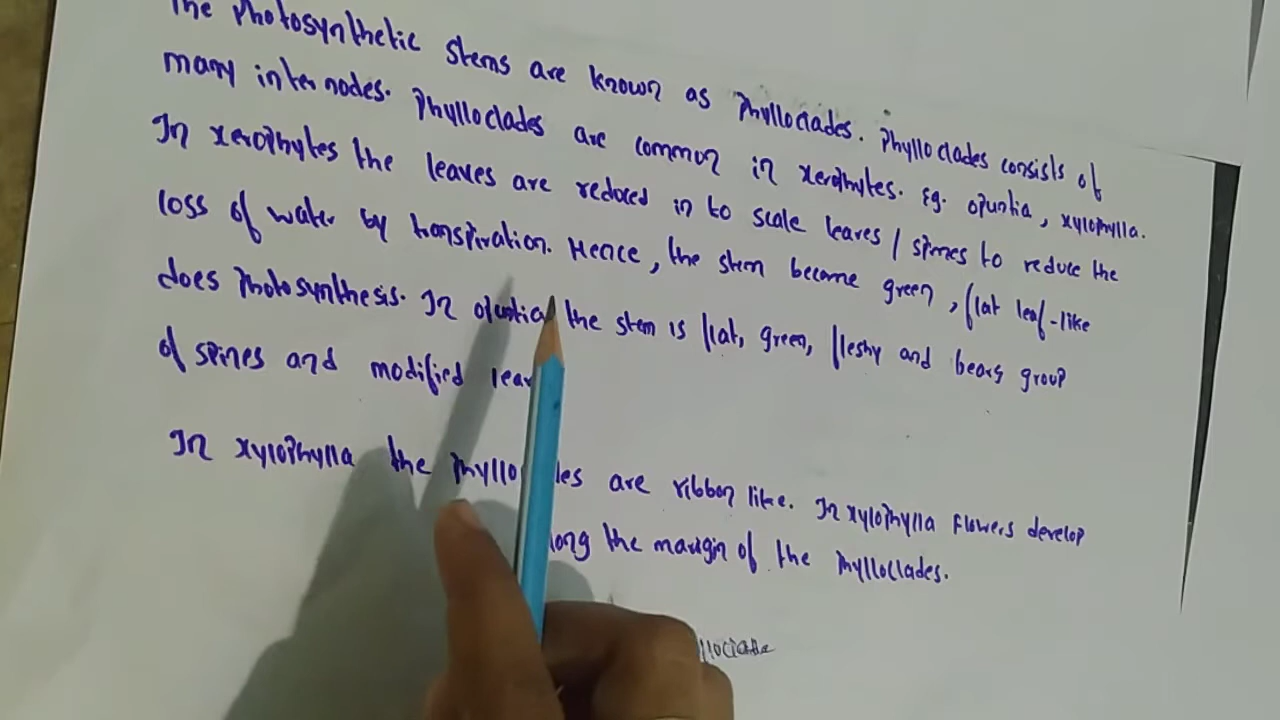 The Photosynthetic stems are known as Phylloclades. Phylloclades consists of
many internodes. Phylloclades are common in xerophytes. Eg. opuntia, xylophylla.
In xerophytes the leaves are reduced in to scale leaves / spines to reduce the
loss of water by transpiration. Hence, the stem become green, flat leaf-like
does Photosynthesis. In opuntia the stem is flat, green, fleshy and bears group
of spines and modified
In xylophylla the are ribbon like. In xylophylla Flowers develop
the margin of the Phylloclades.